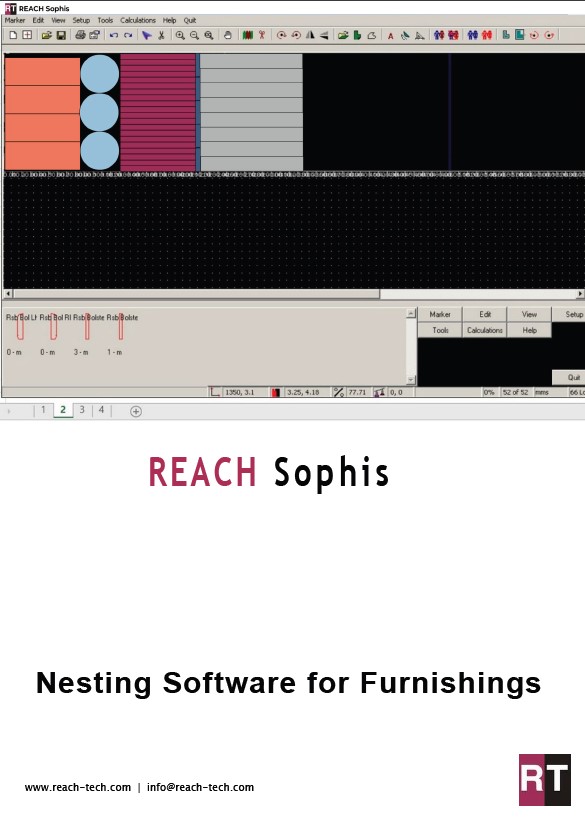 RT REACH Sophis
Marker Edit View Setup Tools Calculations Help Quit
0 - m 0 - m 3 - m 1 - m
Marker Edit View Setup
Tools Calculations Help
Quit
1350, 3.1 3.25, 4.18 77.71 0, 0 0% 52 of 52 mms
1 2 3 4
REACH Sophis
Nesting Software for Furnishings
www.reach-tech.com | info@reach-tech.com
RT